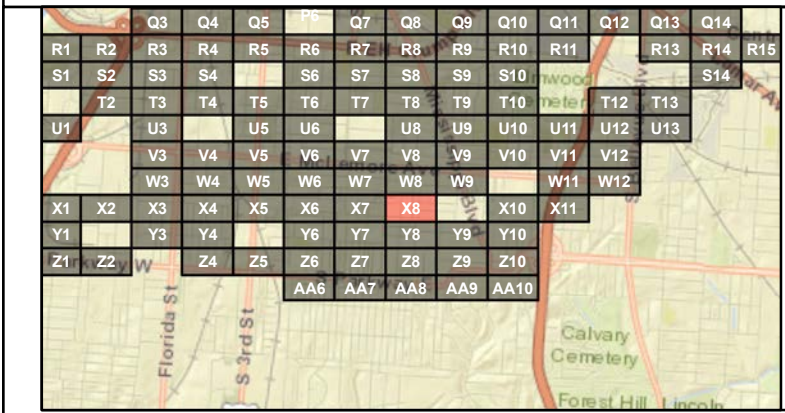 P6
Q3 Q4 Q5 Q7 Q8 Q9 Q10 Q11 Q12 Q13 Q14
R1 R2 R3 R4 R5 R6 R7 R8 R9 R10 R11 R13 R14 R15
S1 S2 S3 S4 S6 S7 S8 S9 S10 S14
T2 T3 T4 T5 T6 T7 T8 T9 T10 T12 T13
U1 U3 U5 U6 U8 U9 U10 U11 U12 U13
V3 V4 V5 V6 V7 V8 V9 V10 V11 V12
E McLemore Ave
W3 W4 W5 W6 W7 W8 W9 W11 W12
X1 X2 X3 X4 X5 X6 X7 X8 X10 X11
Y1 Y3 Y4 Y6 Y7 Y8 Y9 Y10
Z1 Z2 Z4 Z5 Z6 Z7 Z8 Z9 Z10
AA6 AA7 AA8 AA9 AA10
Florida St
S 3rd St
Calvary
Cemetery
Forest Hill Lincoln